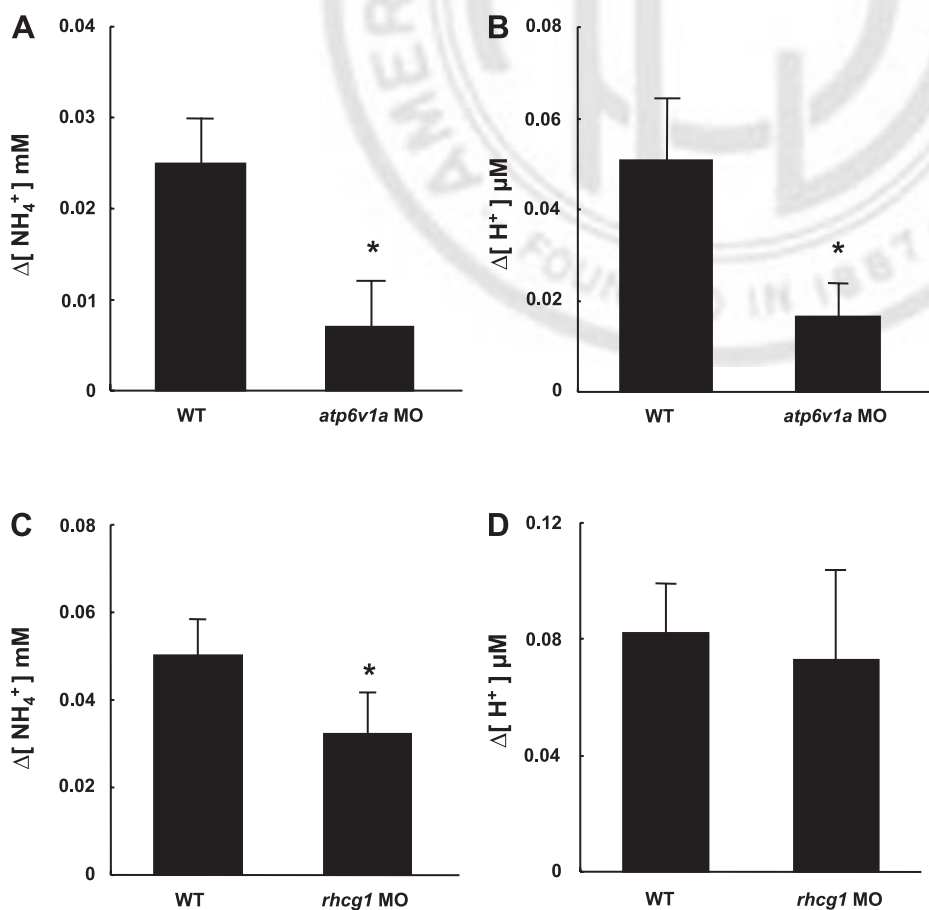 A
Δ[ NH₄⁺ ] mM
0.04
0.03
0.02
0.01
0
WT
atp6v1a MO
*
B
Δ[ H⁺ ] µM
0.08
0.06
0.04
0.02
0
WT
atp6v1a MO
*
C
Δ[ NH₄⁺ ] mM
0.08
0.06
0.04
0.02
0
WT
rhcg1 MO
*
D
Δ[ H⁺ ] µM
0.12
0.08
0.04
0
WT
rhcg1 MO
IN 1887